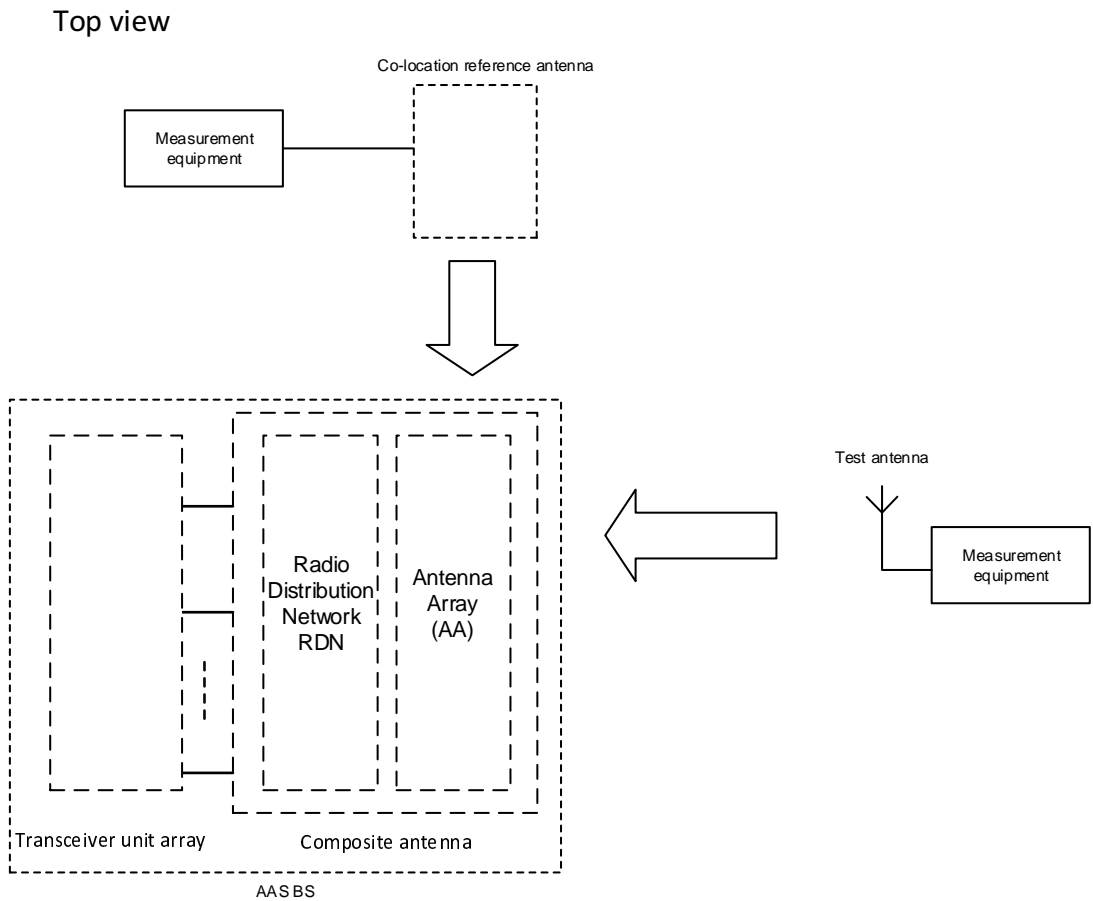 Top view
Co-location reference antenna
Measurement
equipment
Test antenna
Measurement
equipment
Radio
Distribution
Network
RDN
Antenna
Array
(AA)
Transceiver unit array
Composite antenna
AAS BS